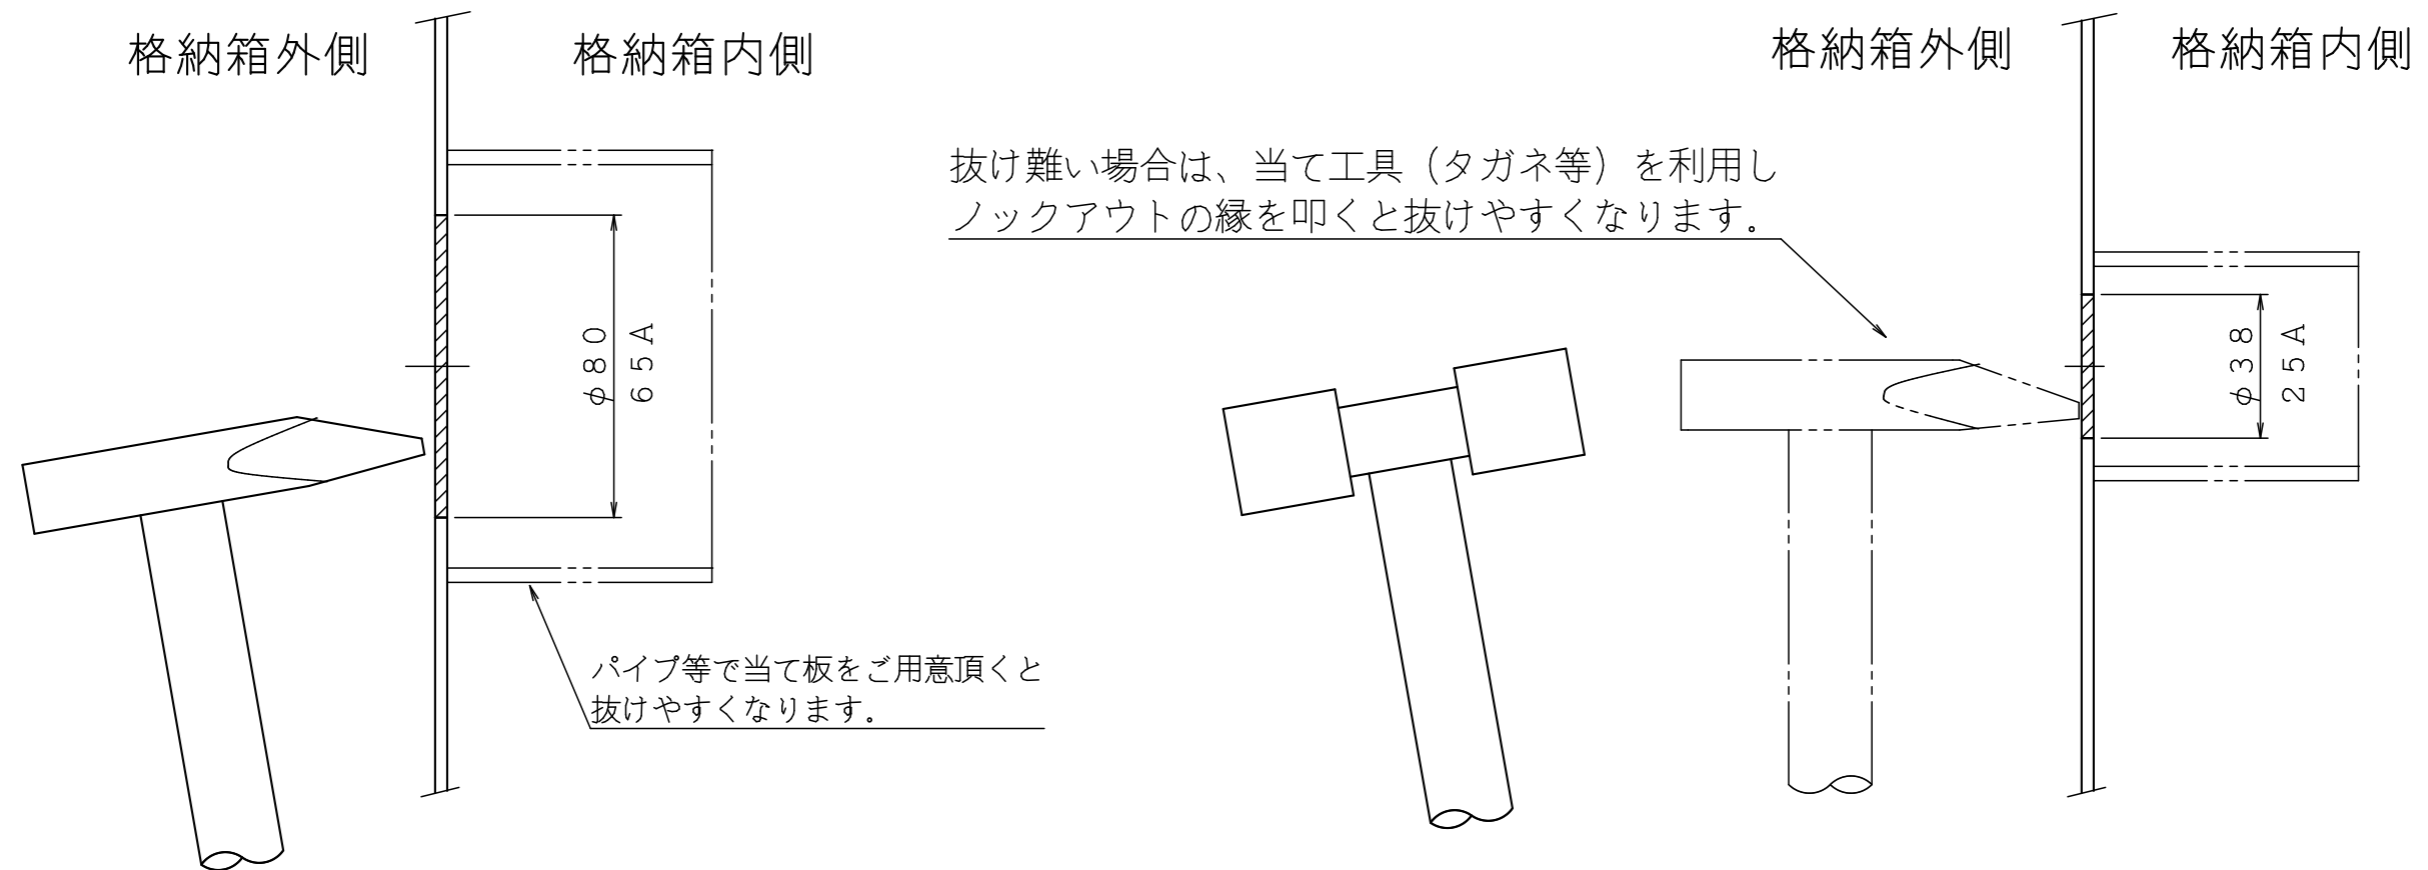 格納箱外側
格納箱内側
φ80
65A
パイプ等で当て板をご用意頂くと
抜けやすくなります。
抜け難い場合は、当て工具（タガネ等）を利用し
ノックアウトの縁を叩くと抜けやすくなります。
格納箱外側
格納箱内側
φ38
25A